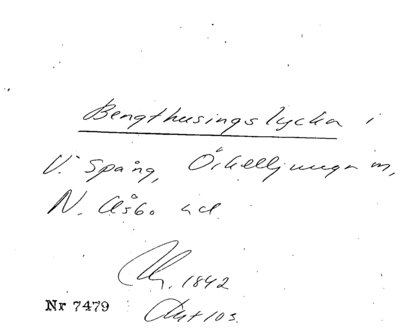 Bengthusingslycka i
V. Spång, Örkelljunga sn,
N. Åsbo hd.
1842
Nr 7479